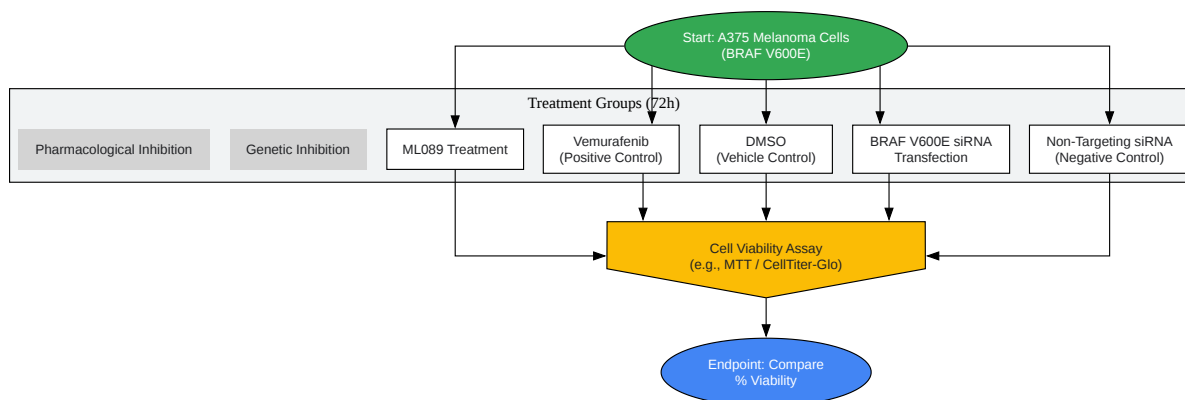 Start: A375 Melanoma Cells
(BRAF V600E)
Treatment Groups (72h)
Pharmacological Inhibition
Genetic Inhibition
ML089 Treatment
Vemurafenib
(Positive Control)
DMSO
(Vehicle Control)
BRAF V600E siRNA
Transfection
Non-Targeting siRNA
(Negative Control)
Cell Viability Assay
(e.g., MTT / CellTiter-Glo)
Endpoint: Compare
% Viability